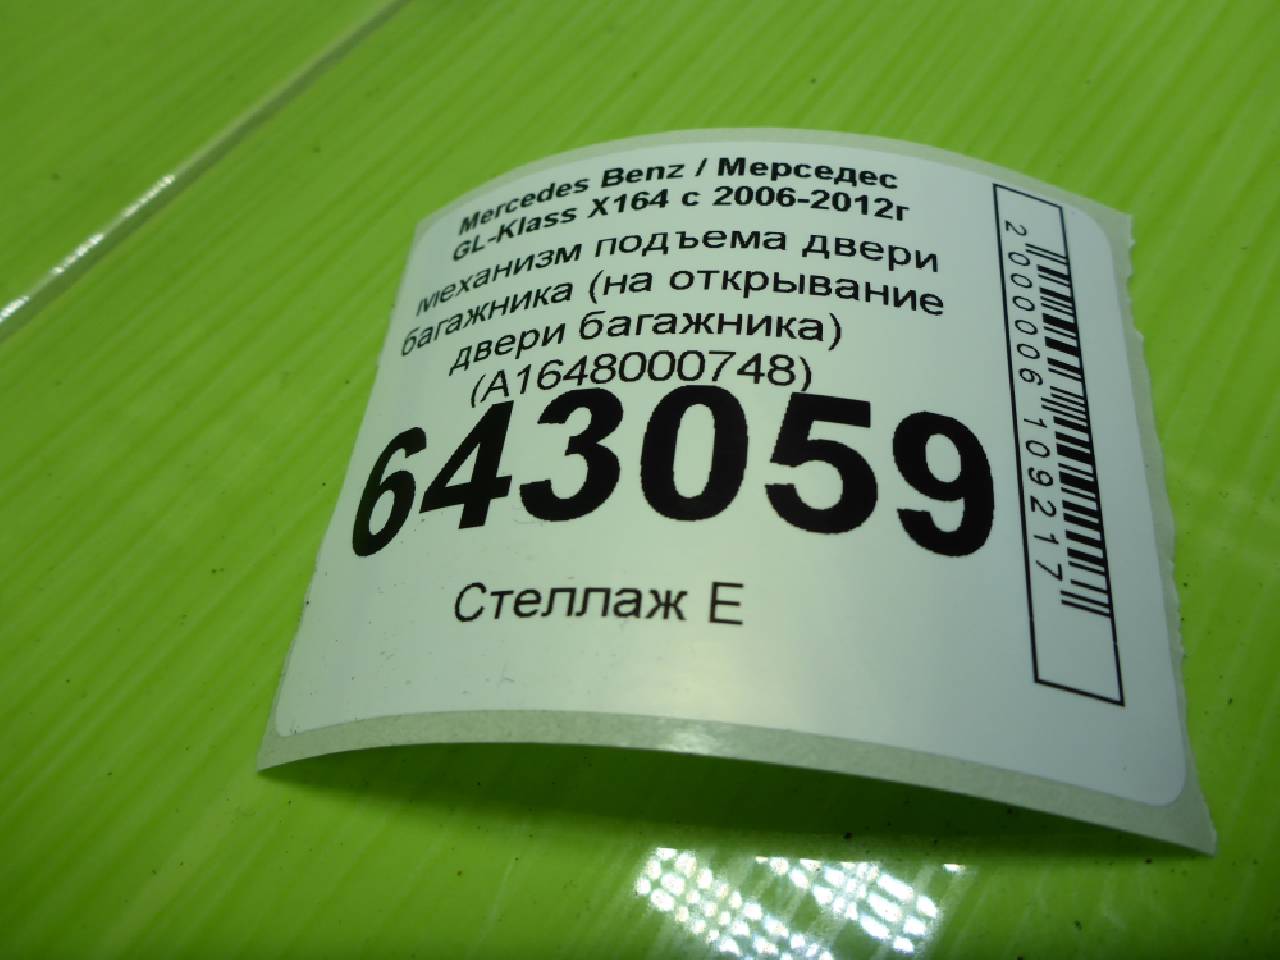 Mercedes Benz / Мерседес
GL-Klass X164 с 2006-2012г
Механизм подъема двери
багажника (на открывание
двери багажника)
(A1648000748)
643059
Стеллаж Е
2000006109217